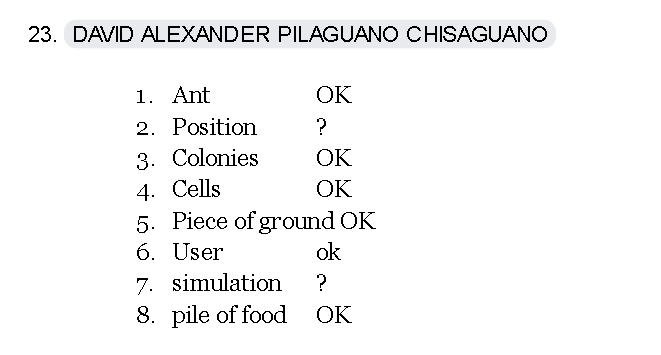 23. DAVID ALEXANDER PILAGUANO CHISAGUANO
1. Ant OK
2. Position ?
3. Colonies OK
4. Cells OK
5. Piece of ground OK
6. User ok
7. simulation ?
8. pile of food OK